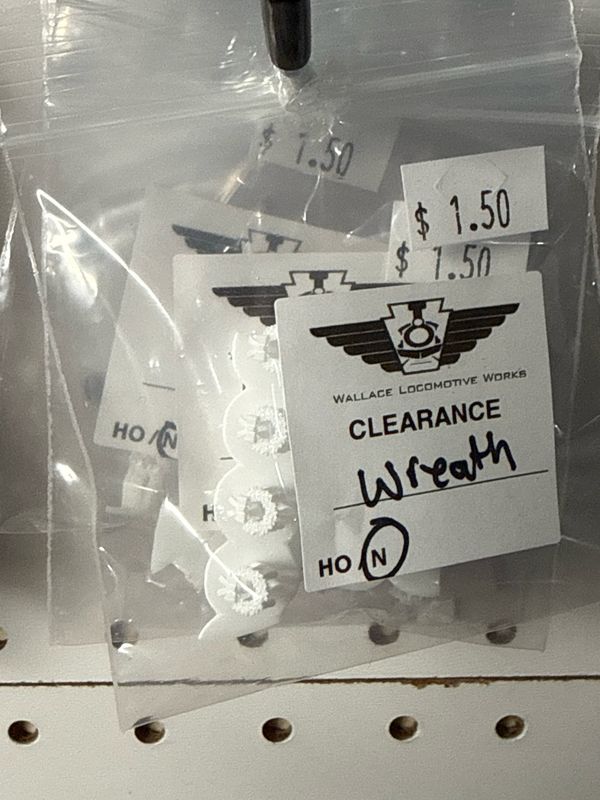 $ 1.50
$ 1.50
$ 1.50
WALLACE LOCOMOTIVE WORKS
CLEARANCE
Wreath
HO / N
HO / N
H